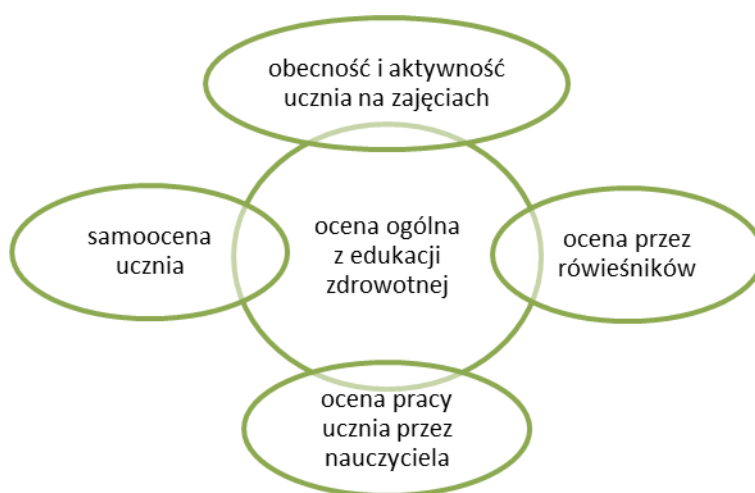 obecność i aktywność
ucznia na zajęciach
samoocena
ucznia
ocena ogólna
z edukacji
zdrowotnej
ocena przez
rówieśników
ocena pracy
ucznia przez
nauczyciela